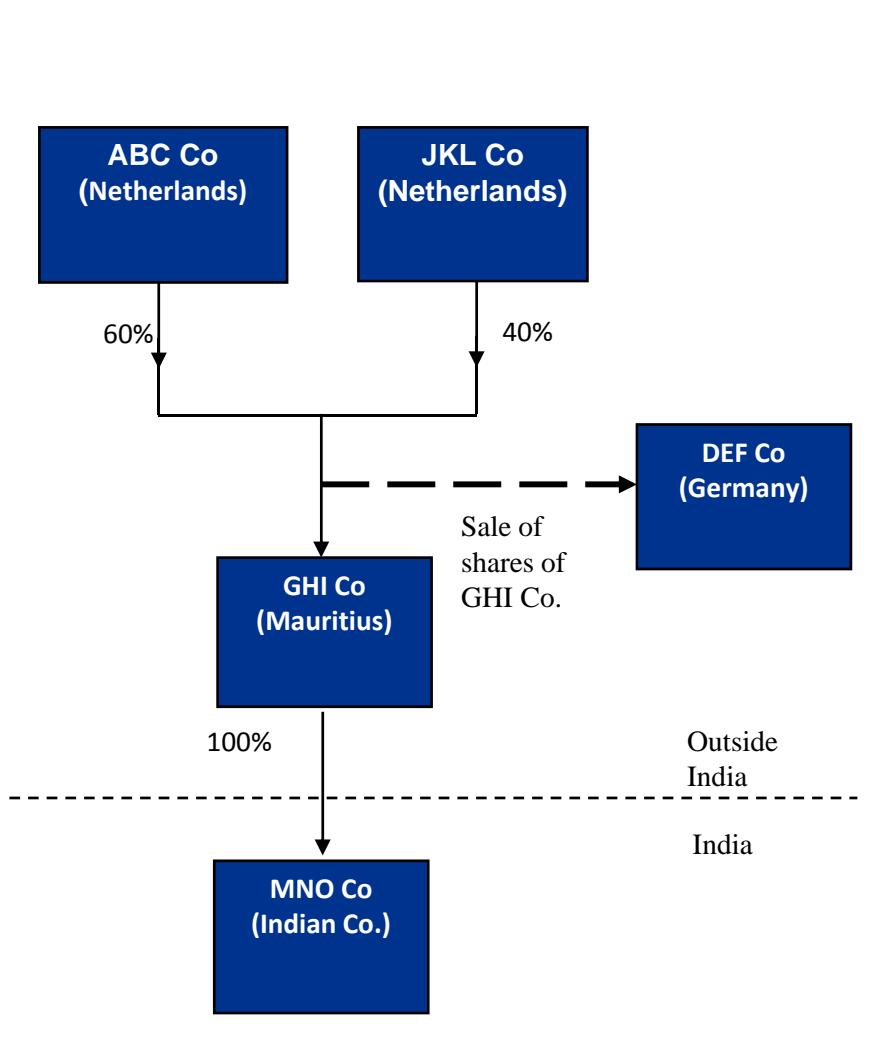 ABC Co
(Netherlands)
JKL Co
(Netherlands)
60%
40%
DEF Co
(Germany)
Sale of
shares of
GHI Co.
GHI Co
(Mauritius)
100%
Outside
India
India
MNO Co
(Indian Co.)